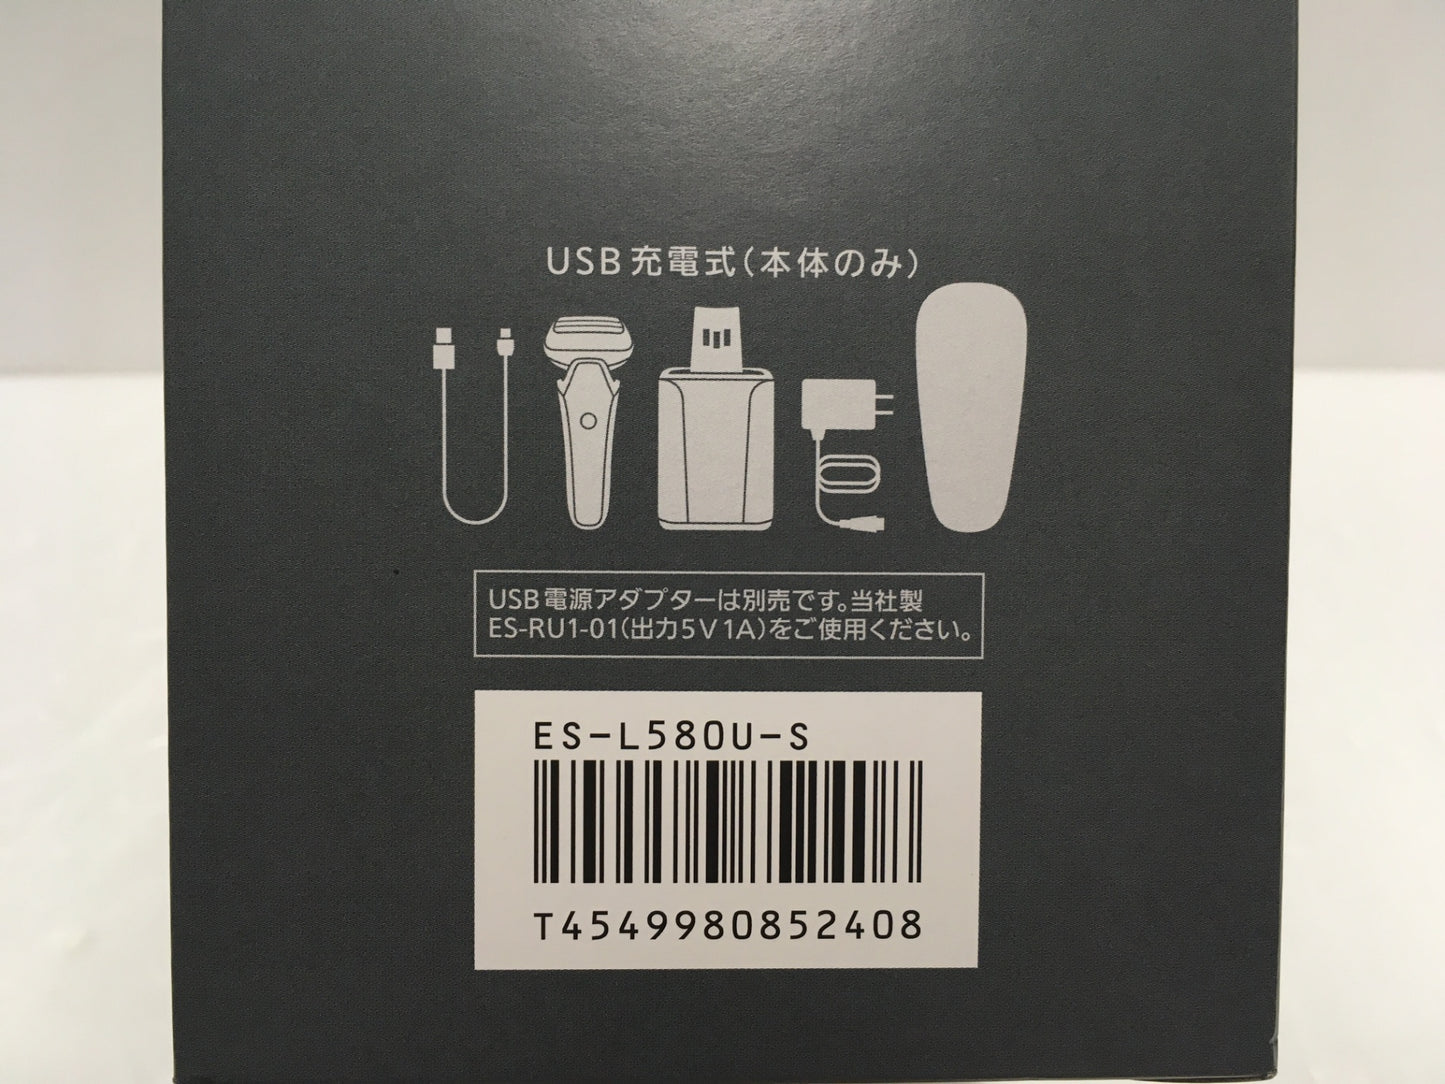 USB充電式(本体のみ)
USB電源アダプターは別売です。当社製
ES-RU1-01(出力5V1A)をご使用ください。
ES-L580U-S
T4549980852408